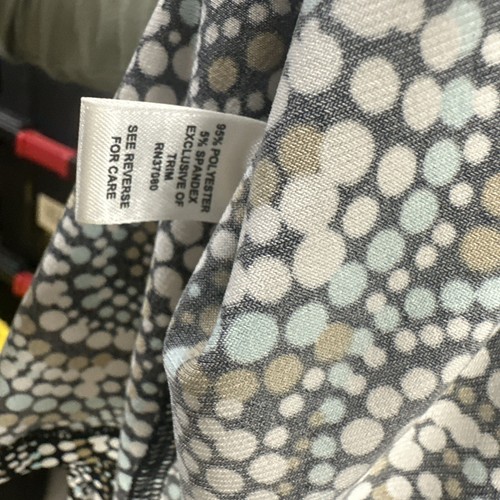 95% POLYESTER
5% SPANDEX
EXCLUSIVE OF
TRIM
RN37080
SEE REVERSE
FOR CARE